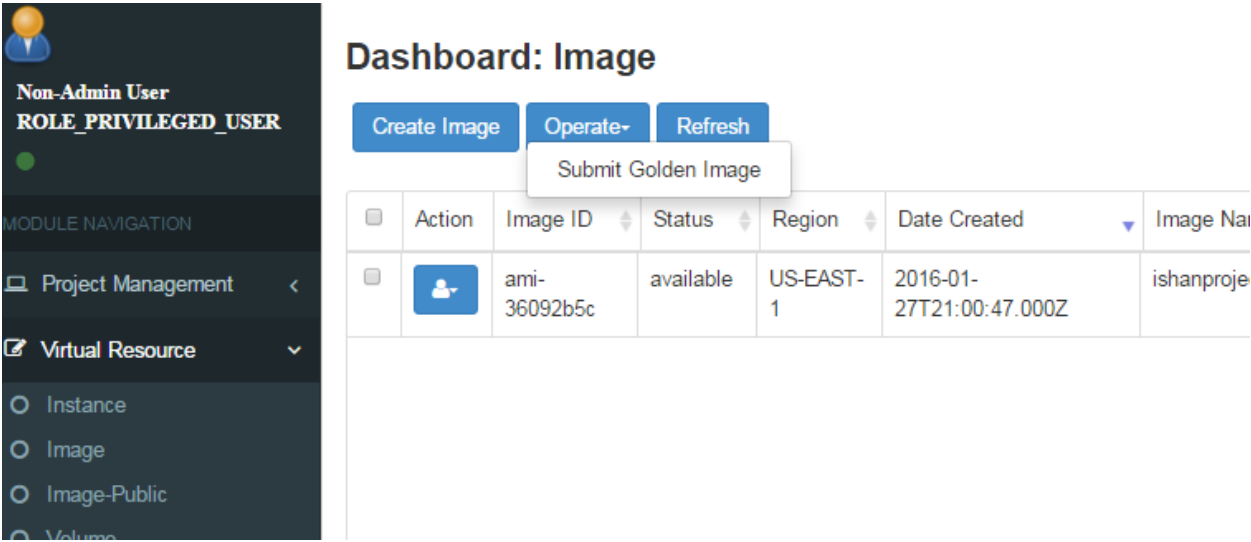 Non-Admin User
ROLE_PRIVILEGED_USER
MODULE NAVIGATION
Project Management
Virtual Resource
Instance
Image
Image-Public
Volume
Dashboard: Image
Create Image Operate Refresh
Submit Golden Image
Action Image ID Status Region Date Created Image
ami- available US-EAST- 2016-01-
36092b5c 1 27T21:00:47.000Z